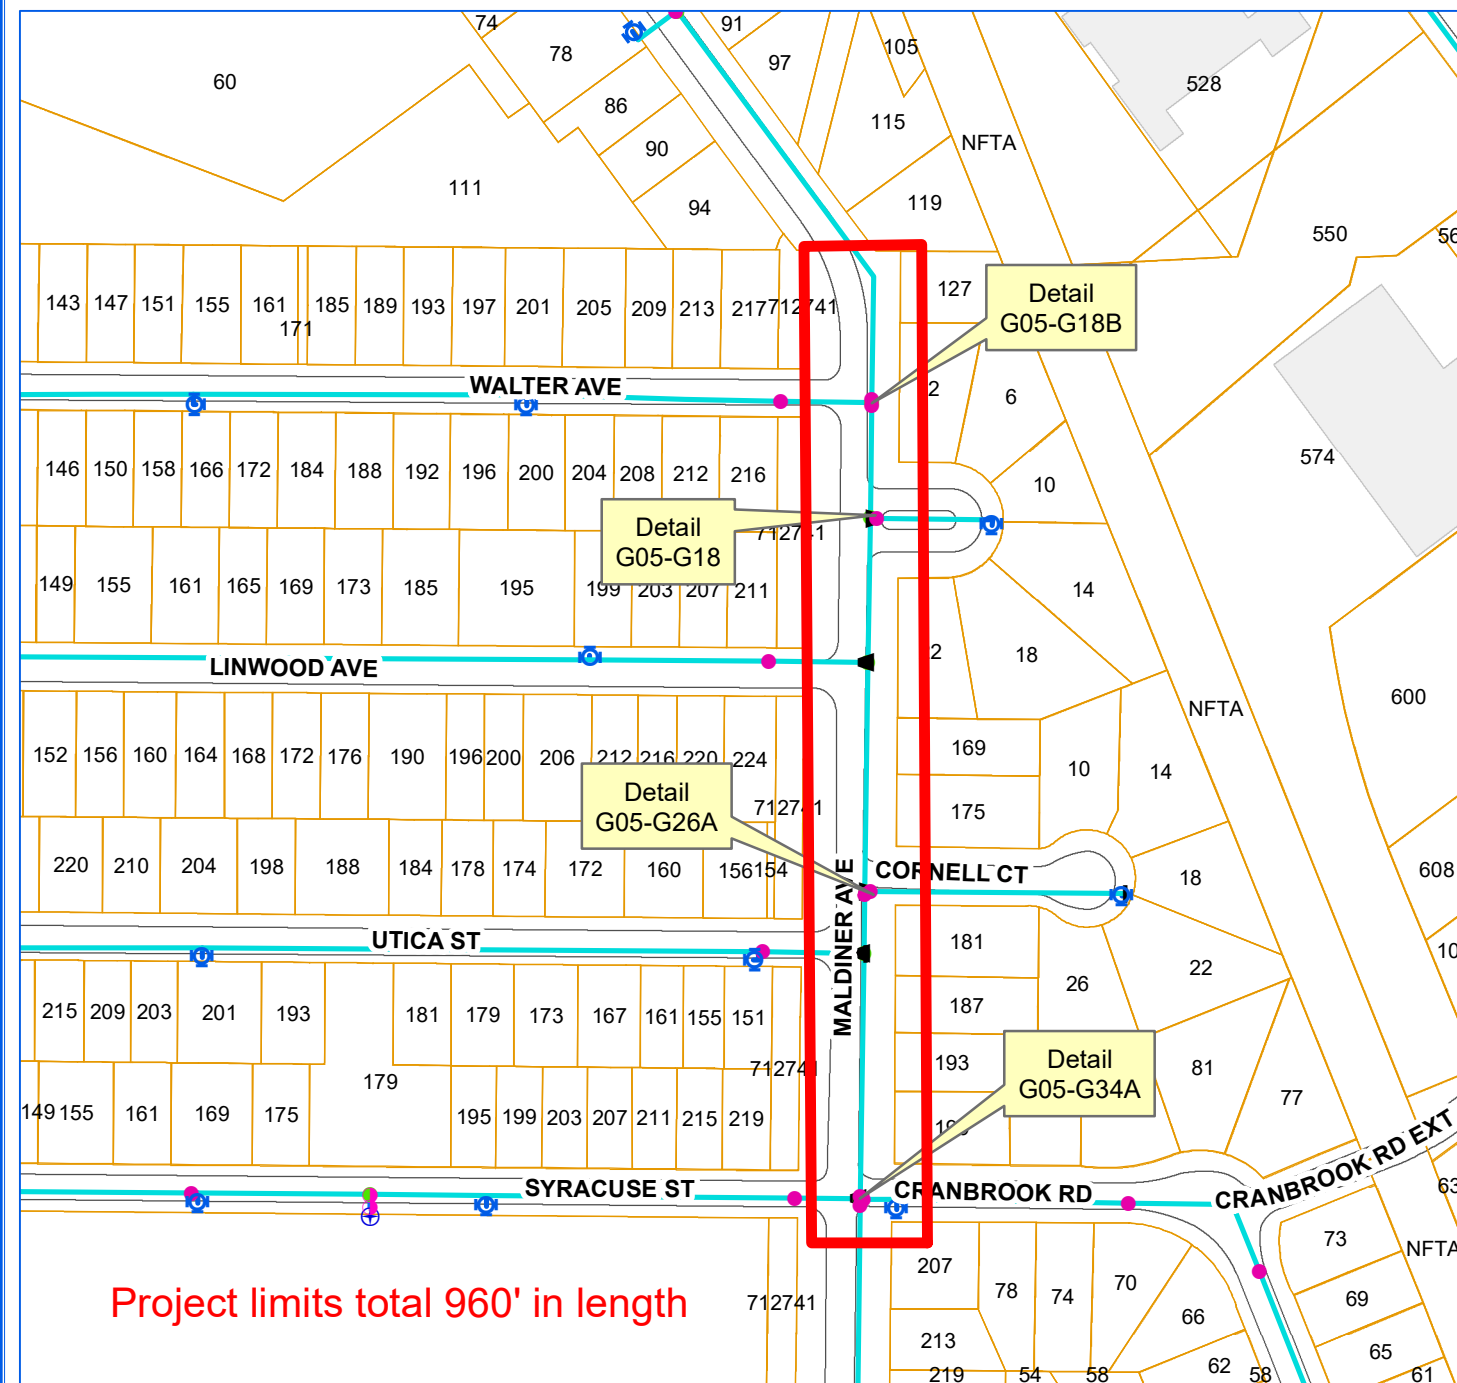 74
91
105
78
97
60
528
86
115
NFTA
90
111
94
119
550
56
143 147 151 155 161 171 185 189 193 197 201 205 209 213 217 712741
127
Detail
G05-G18B
WALTER AVE
2
6
146 150 158 166 172 184 188 192 196 200 204 208 212 216
574
10
Detail
G05-G18
712741
149 155 161 165 169 173 185 195 199 203 207 211
14
LINWOOD AVE
2
18
NFTA
600
152 156 160 164 168 172 176 190 196 200 206 212 216 220 224
169
10
14
Detail
G05-G26A
712741
175
220 210 204 198 188 184 178 174 172 160 156 154
MALDINER AVE
CORNELL CT
18
608
UTICA ST
181
10
22
26
215 209 203 201 193 181 179 173 167 161 155 151
187
179
712741
193
Detail
G05-G34A
81
77
149 155 161 169 175 195 199 203 207 211 215 219
SYRACUSE ST
CRANBROOK RD
CRANBROOK RD EXT
63
73
NFTA
207
78
74
70
Project limits total 960' in length
712741
69
66
213
65
62
219
54
58
58
61